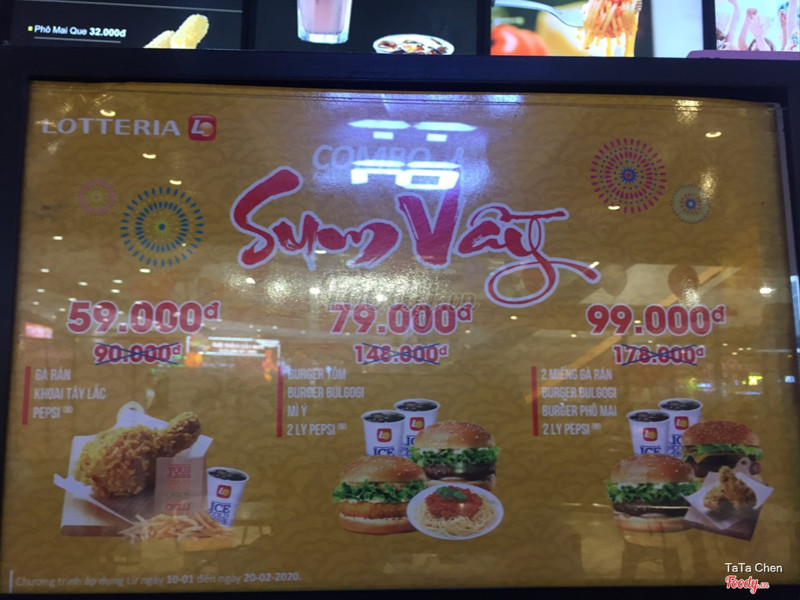 Phô Mai Que 32.000đ
LOTTERIA
COMBO
Sum Vầy
59.000đ
90.000đ
GÀ RÁN
KHOAI TÂY LẮC
PEPSI
79.000đ
148.000đ
BURGER TÔM
BURGER BULGOGI
MÌ Ý
2 LY PEPSI
99.000đ
178.000đ
2 MIẾNG GÀ RÁN
BURGER BULGOGI
BURGER PHÔ MAI
2 LY PEPSI
Chương trình áp dụng từ ngày 10-01 đến ngày 20-02-2020.
TaTa Chen
Foody.vn